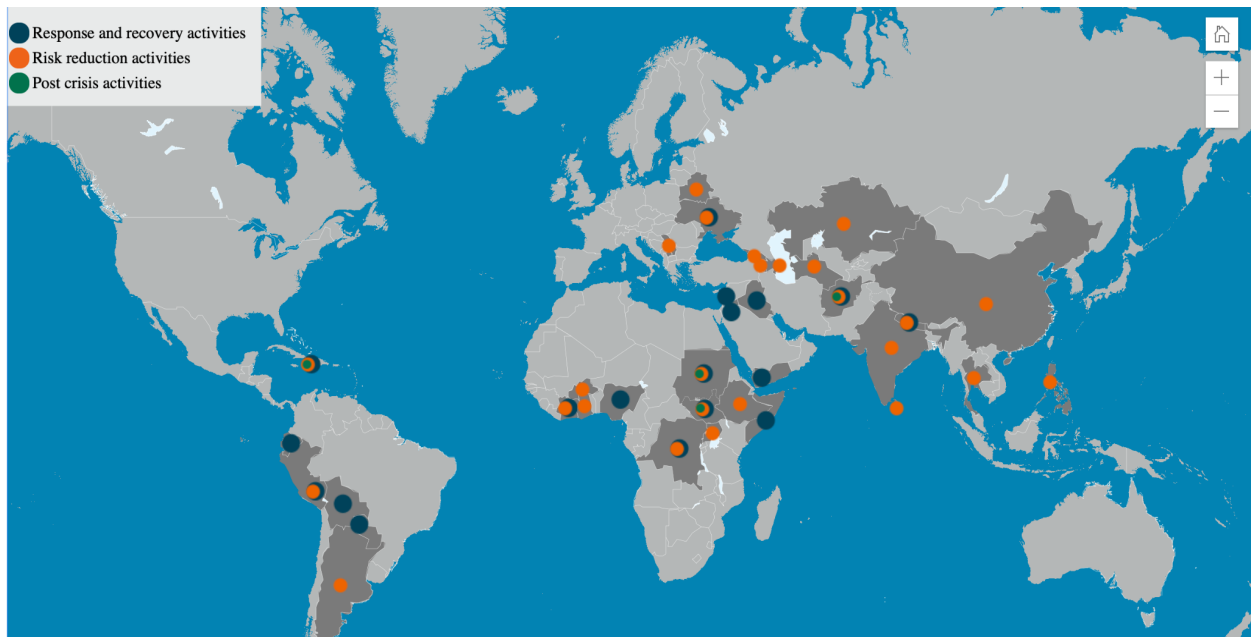 Response and recovery activities
Risk reduction activities
Post crisis activities